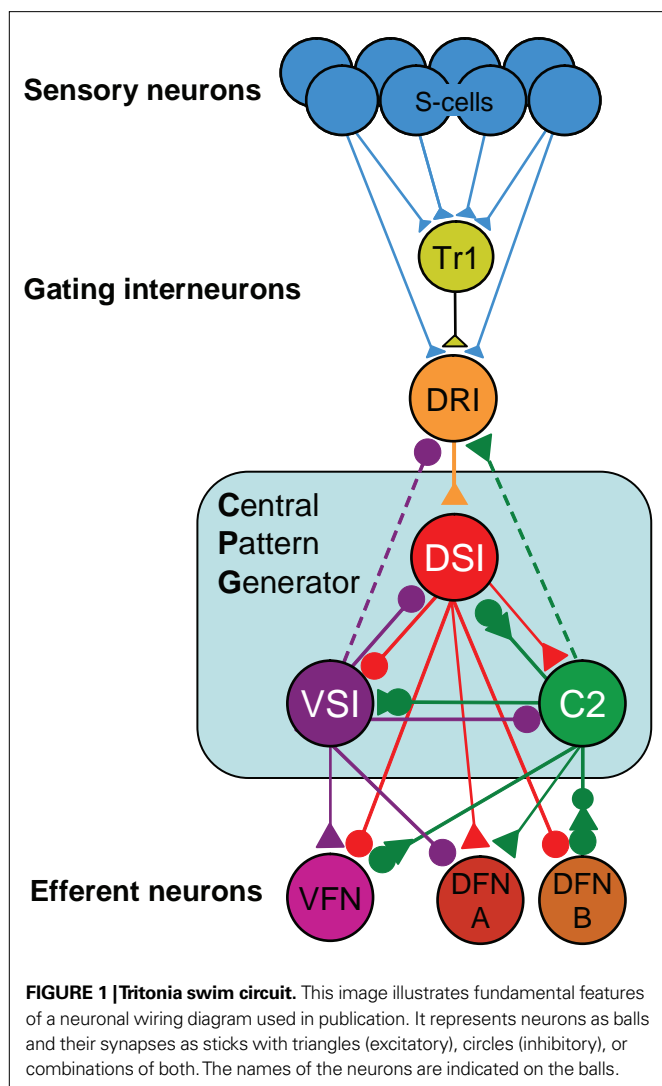 Sensory neurons
S-cells
Tr1
Gating interneurons
DRI
Central
Pattern
Generator
DSI
VSI
C2
Efferent neurons
VFN
DFN
A
DFN
B
FIGURE 1 | Tritonia swim circuit. This image illustrates fundamental features
of a neuronal wiring diagram used in publication. It represents neurons as balls
and their synapses as sticks with triangles (excitatory), circles (inhibitory), or
combinations of both. The names of the neurons are indicated on the balls.